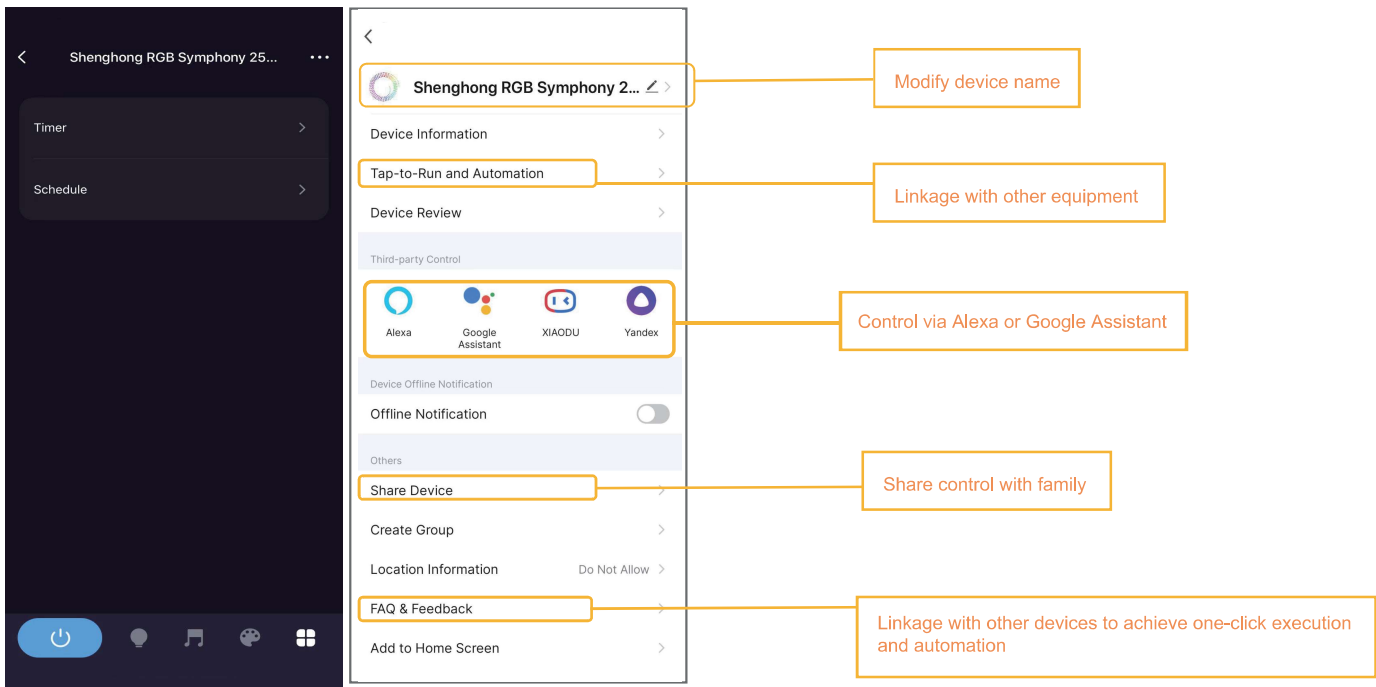 Shenghong RGB Symphony 25...
Timer
Schedule
Shenghong RGB Symphony 2...
Device Information
Tap-to-Run and Automation
Device Review
Third-party Control
Alexa
Google
Assistant
XIAODU
Yandex
Device Offline Notification
Offline Notification
Others
Share Device
Create Group
Location Information
Do Not Allow
FAQ & Feedback
Add to Home Screen
Modify device name
Linkage with other equipment
Control via Alexa or Google Assistant
Share control with family
Linkage with other devices to achieve one-click execution
and automation